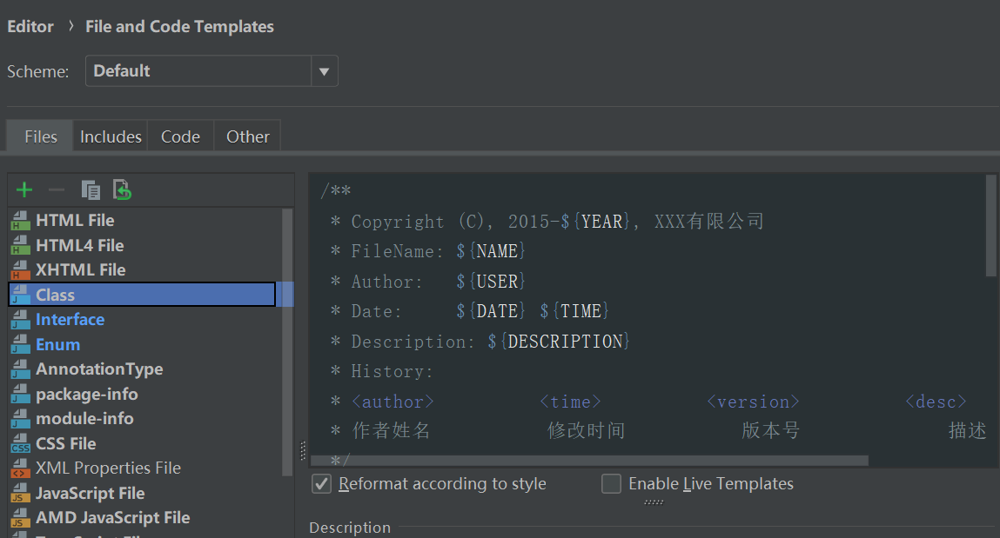 Editor › File and Code Templates
Scheme: Default
Files Includes Code Other
HTML File
HTML4 File
XHTML File
Class
Interface
Enum
AnnotationType
package-info
module-info
CSS File
XML Properties File
JavaScript File
AMD JavaScript File
/**
* Copyright (C), 2015-${YEAR}, XXX有限公司
* FileName: ${NAME}
* Author: ${USER}
* Date: ${DATE} ${TIME}
* Description: ${DESCRIPTION}
* History:
* <author> <time> <version> <desc>
* 作者姓名 修改时间 版本号 描述
*/
Reformat according to style Enable Live Templates
Description